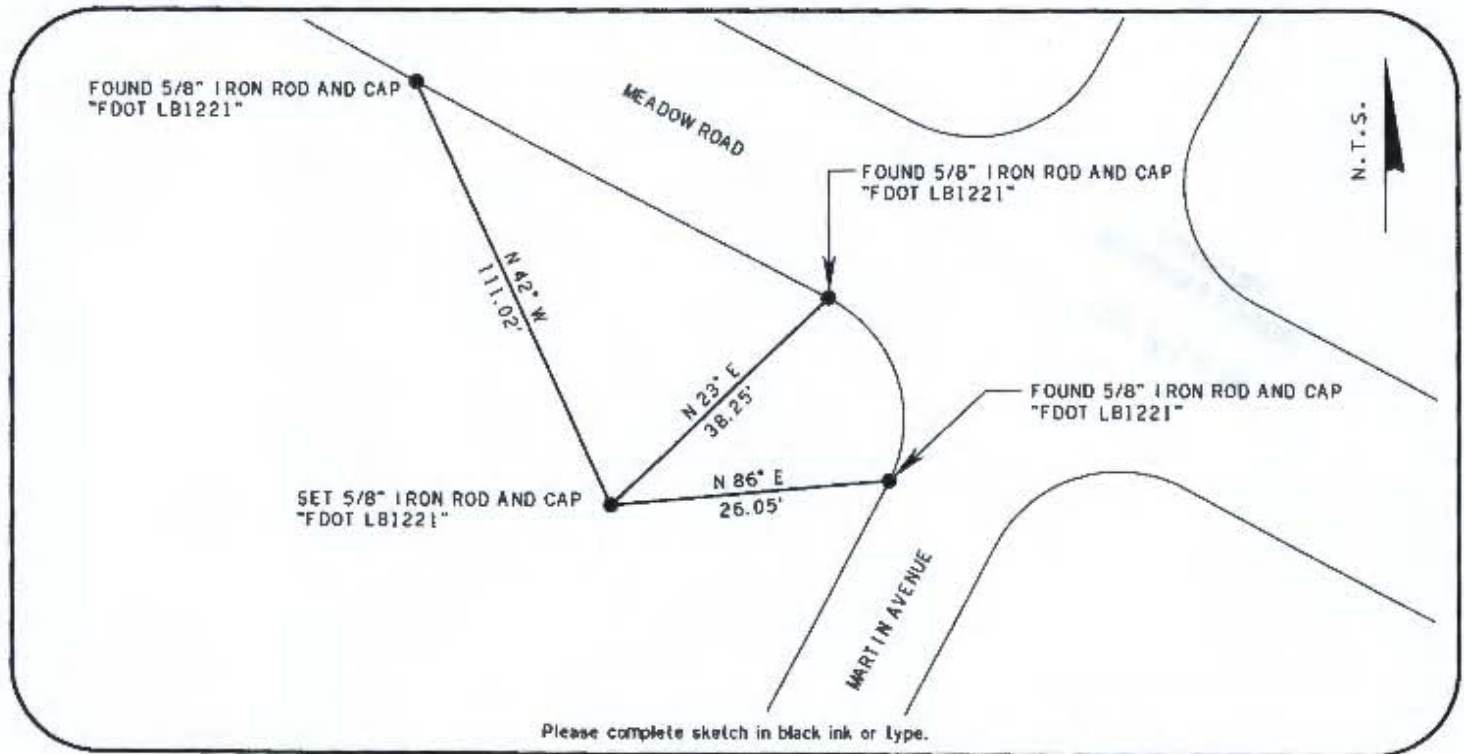 FOUND 5/8" IRON ROD AND CAP
"FDOT LB1221"
MEADOW ROAD
N.T.S.
FOUND 5/8" IRON ROD AND CAP
"FDOT LB1221"
N 42° W
111.02'
N 23° E
38.25'
FOUND 5/8" IRON ROD AND CAP
"FDOT LB1221"
SET 5/8" IRON ROD AND CAP
"FDOT LB1221"
N 86° E
26.05'
MARTIN AVENUE
Please complete sketch in black ink or type.